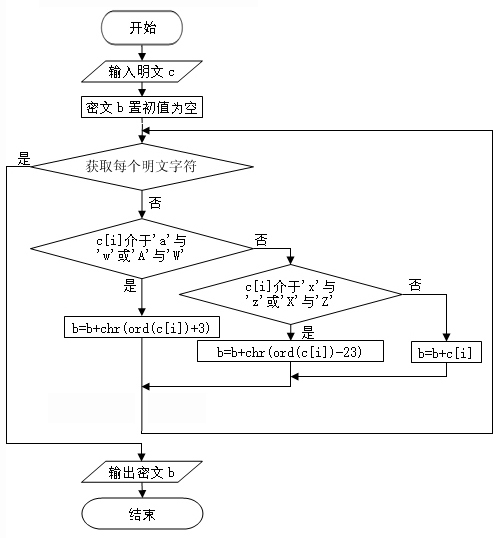 开始
输入明文 c
密文 b 置初值为空
是
获取每个明文字符
否
c[i]介于'a'与
'w'或'A'与'W'
否
是
c[i]介于'x'与
'z'或'X'与'Z'
否
b=b+chr(ord(c[i])+3)
是
b=b+chr(ord(c[i])-23)
b=b+c[i]
输出密文 b
结束